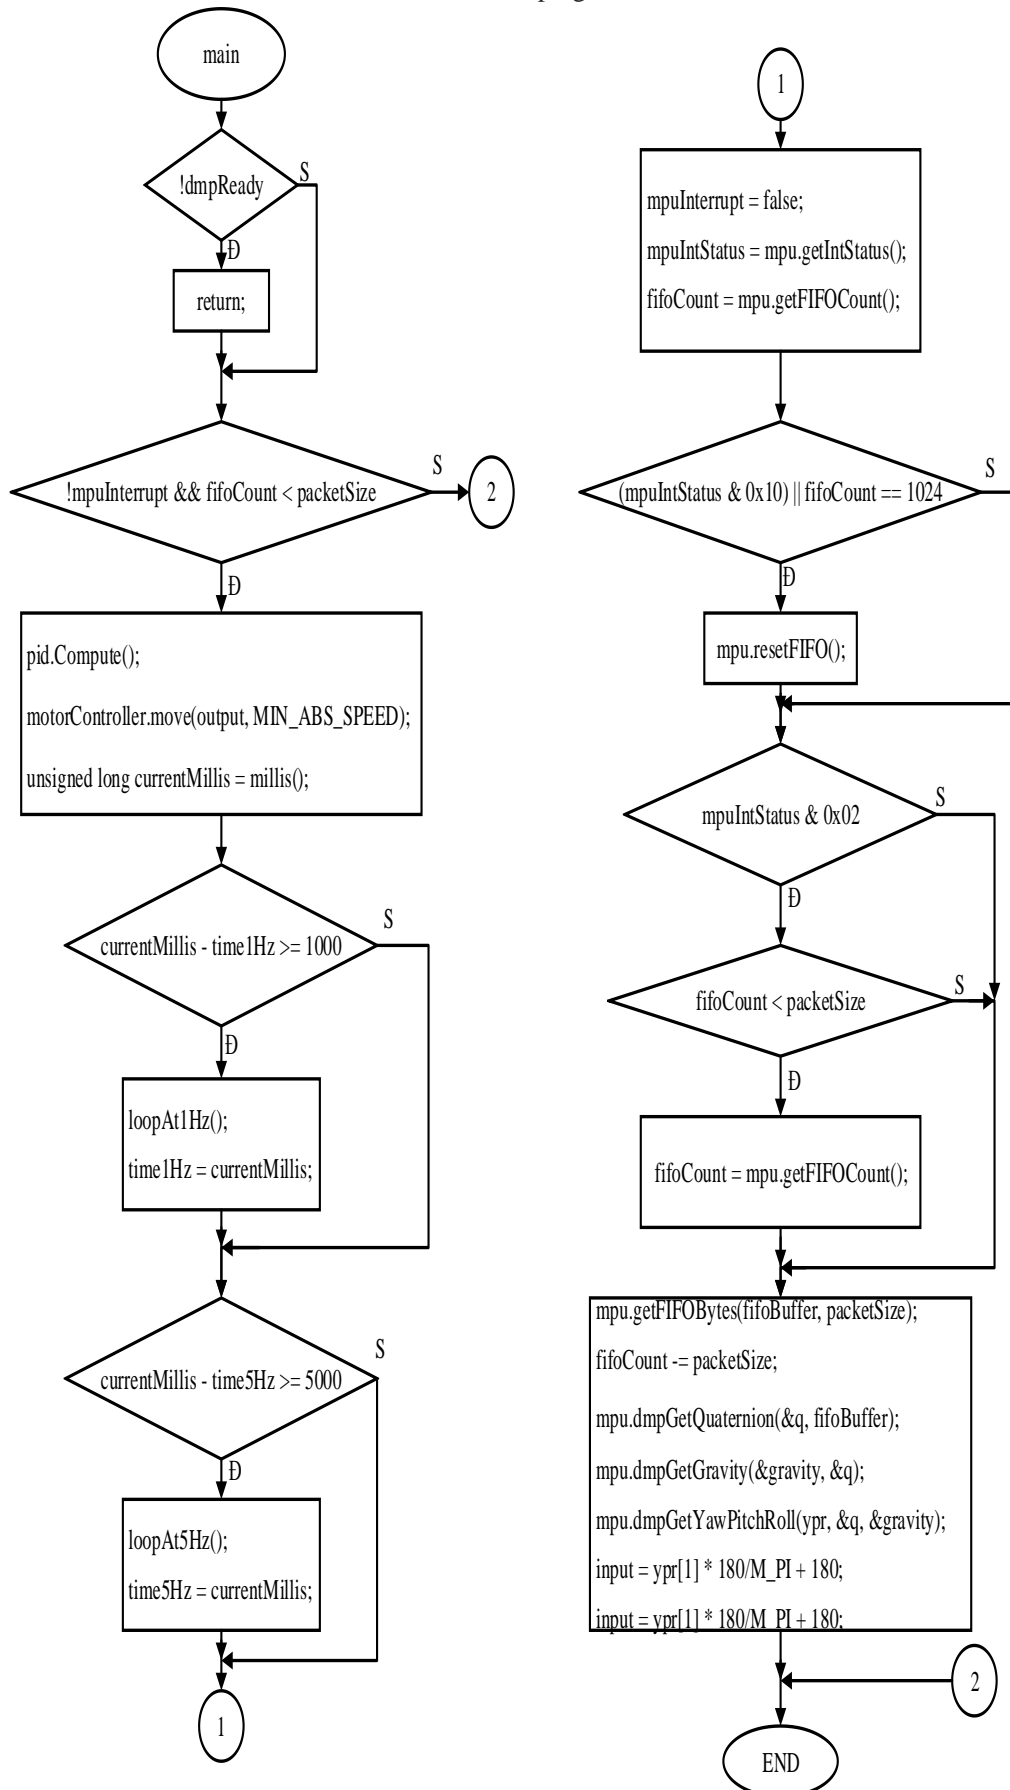 main
!dmpReady
S
Đ
return;
!mpuInterrupt && fifoCount < packetSize
S
2
Đ
pid.Compute();
motorController.move(output, MIN_ABS_SPEED);
unsigned long currentMillis = millis();
currentMillis - time1Hz >= 1000
S
Đ
loopAt1Hz();
time1Hz = currentMillis;
currentMillis - time5Hz >= 5000
S
Đ
loopAt5Hz();
time5Hz = currentMillis;
1
1
mpuInterrupt = false;
mpuIntStatus = mpu.getIntStatus();
fifoCount = mpu.getFIFOCount();
(mpuIntStatus & 0x10) || fifoCount == 1024
S
Đ
mpu.resetFIFO();
mpuIntStatus & 0x02
S
Đ
fifoCount < packetSize
S
Đ
fifoCount = mpu.getFIFOCount();
mpu.getFIFOBytes(fifoBuffer, packetSize);
fifoCount -= packetSize;
mpu.dmpGetQuaternion(&q, fifoBuffer);
mpu.dmpGetGravity(&gravity, &q);
mpu.dmpGetYawPitchRoll(ypr, &q, &gravity);
input = ypr[1] * 180/M_PI + 180;
input = ypr[1] * 180/M_PI + 180;
2
END